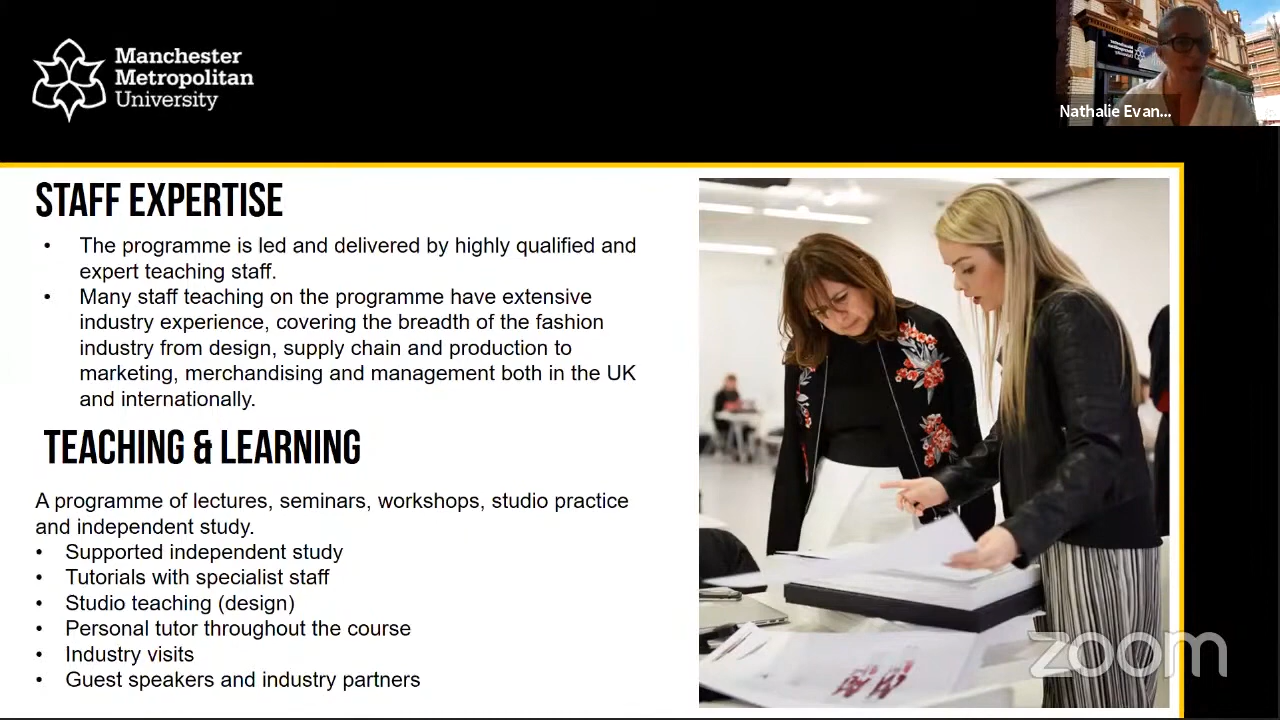 Manchester
Metropolitan
University
Nathalie Evan...
STAFF EXPERTISE
• The programme is led and delivered by highly qualified and
expert teaching staff.
• Many staff teaching on the programme have extensive
industry experience, covering the breadth of the fashion
industry from design, supply chain and production to
marketing, merchandising and management both in the UK
and internationally.
TEACHING & LEARNING
A programme of lectures, seminars, workshops, studio practice
and independent study.
• Supported independent study
• Tutorials with specialist staff
• Studio teaching (design)
• Personal tutor throughout the course
• Industry visits
• Guest speakers and industry partners
zoom